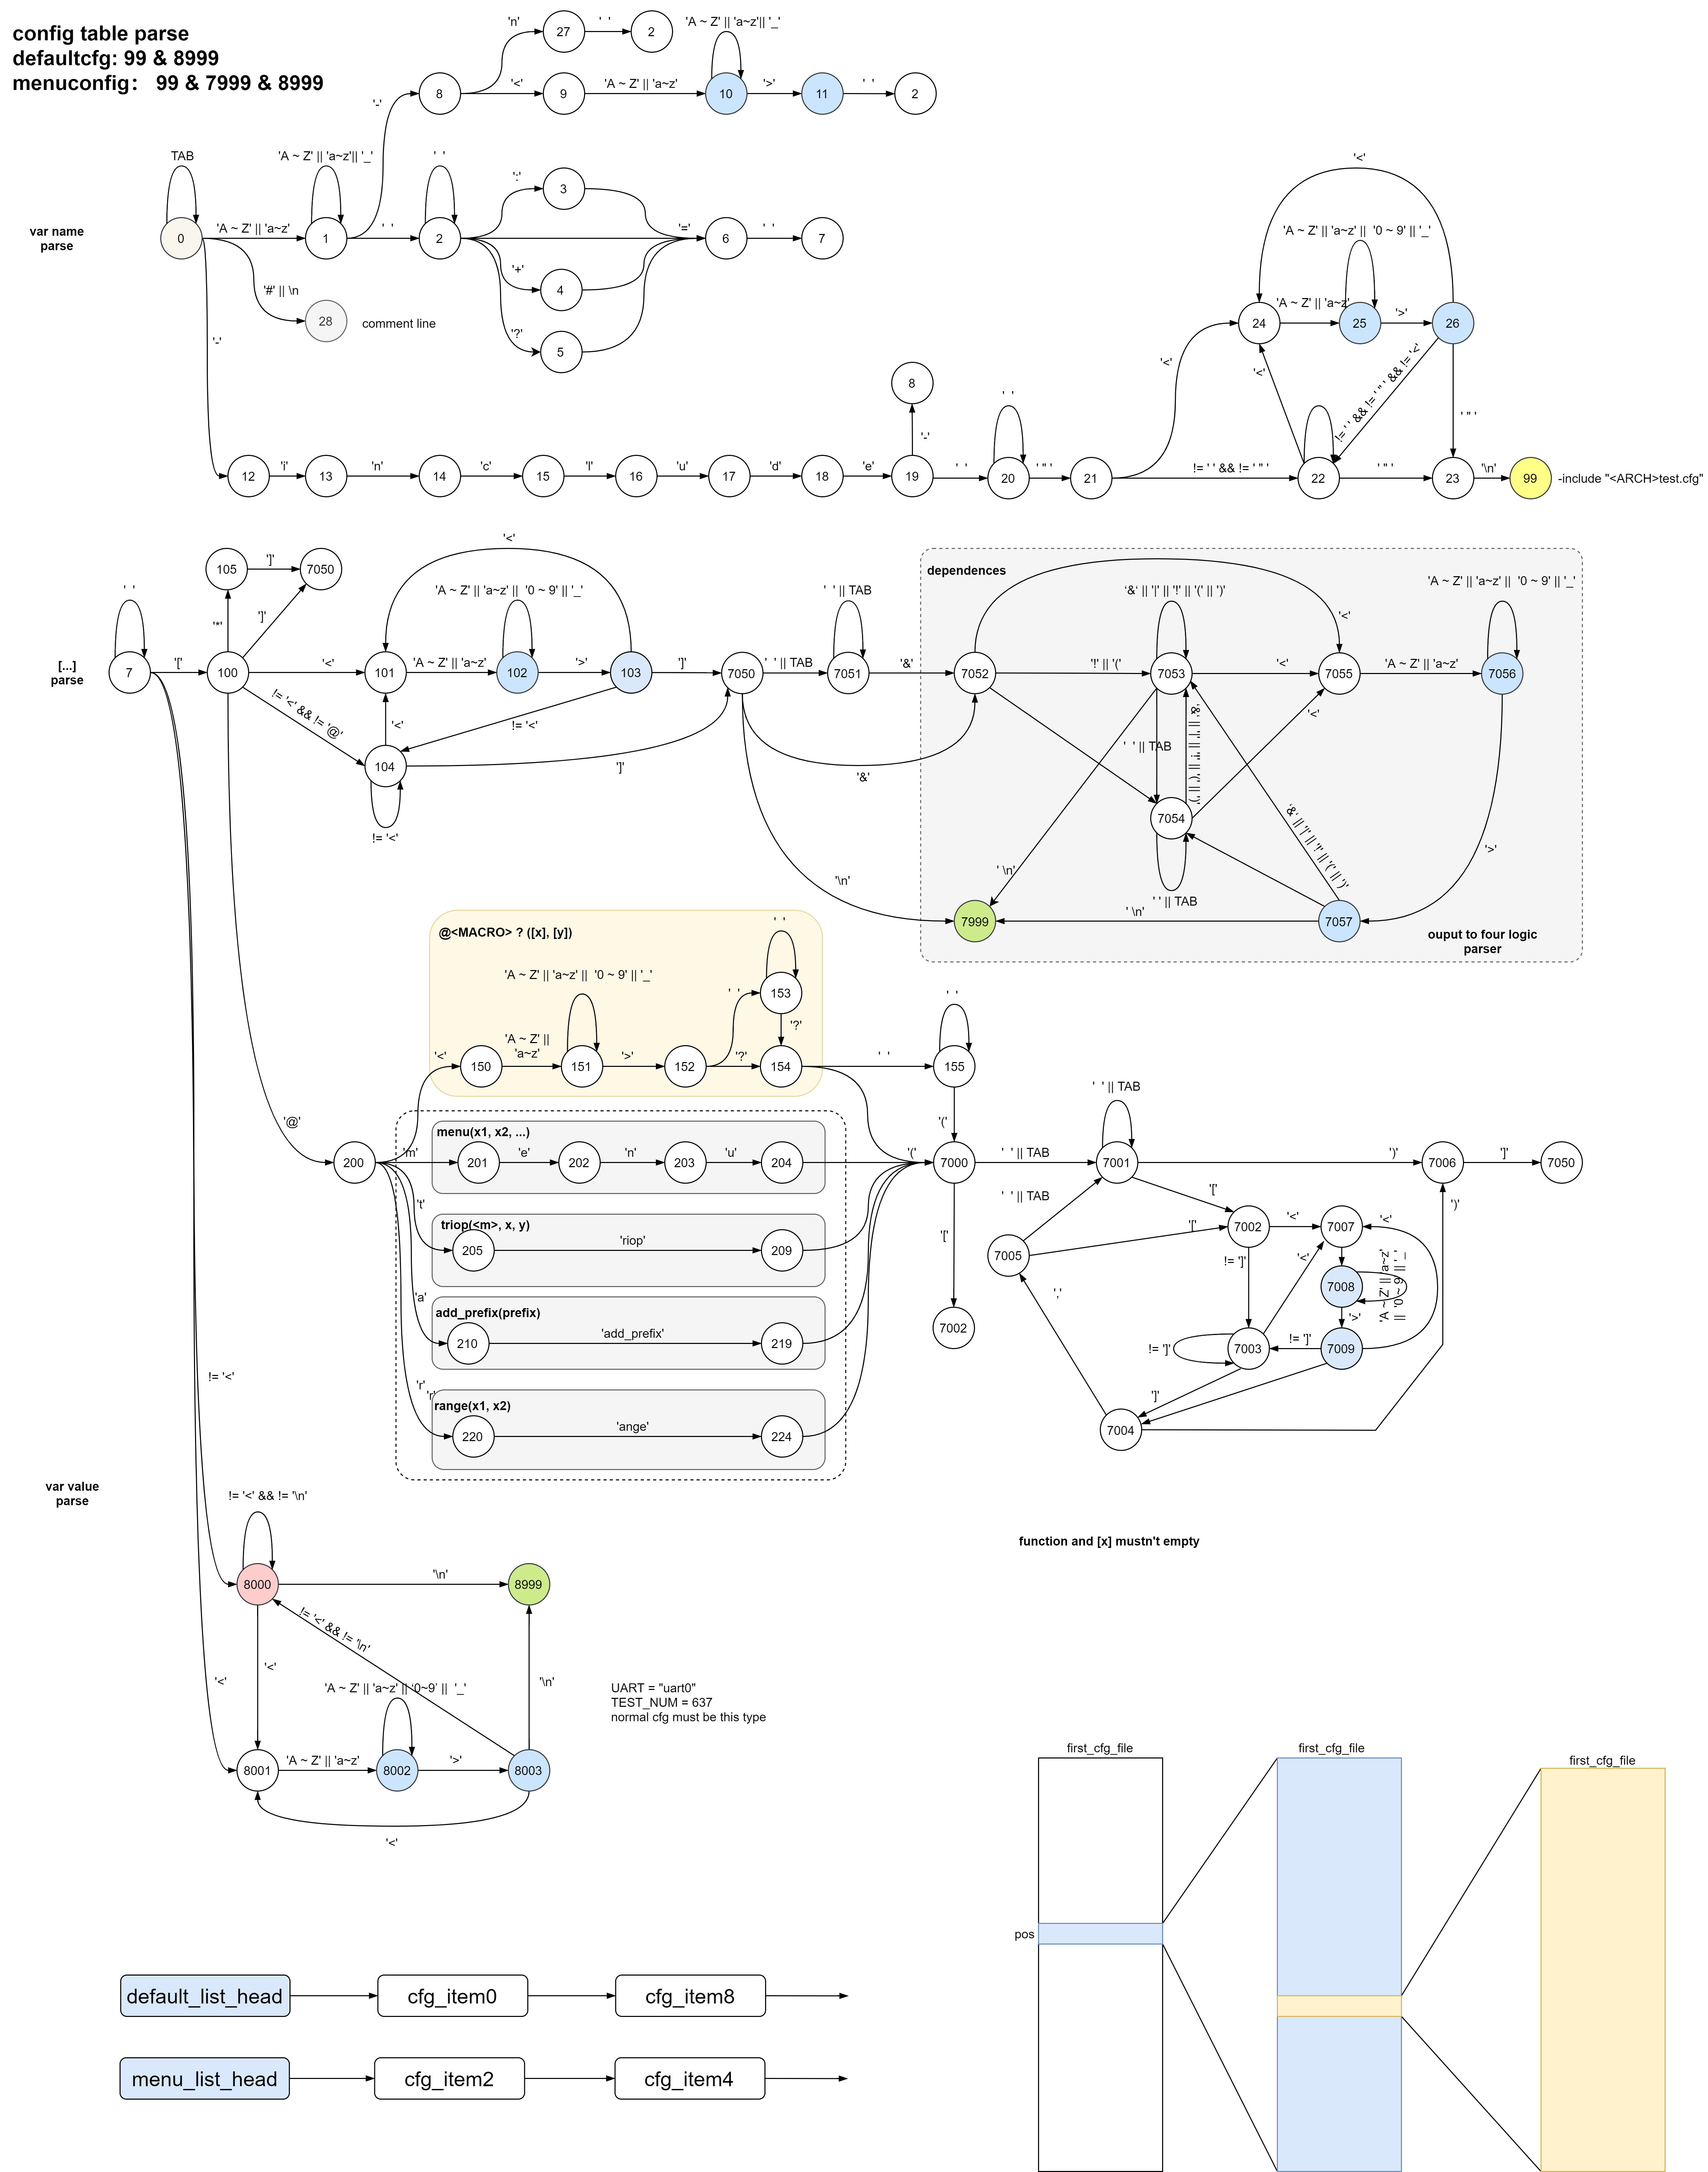 config table parse
defaultcfg: 99 & 8999
menuconfig: 99 & 7999 & 8999
'n'
27
' '
2
'A ~ Z' || 'a~z'|| '_'
'-'
8
'<'
9
'A ~ Z' || 'a~z'
10
'>'
11
' '
2
TAB
'A ~ Z' || 'a~z'|| '_'
' '
':'
3
var name
parse
0
'A ~ Z' || 'a~z'
1
' '
2
'='
6
' '
7
'+'
4
'?'
5
'#' || \n
28
comment line
'-'
'<'
'A ~ Z' || 'a~z' || '0 ~ 9' || '_'
24
'A ~ Z' || 'a~z'
25
'>'
26
'<'
'<'
!= ' ' && != ' " ' && != '<'
' " '
8
'-'
' '
12
'i'
13
'n'
14
'c'
15
'l'
16
'u'
17
'd'
18
'e'
19
' '
20
' " '
21
!= ' ' && != ' " '
22
' " '
23
'\n'
99
-include "<ARCH>test.cfg"
'<'
105
']'
7050
' '
'*'
']'
'A ~ Z' || 'a~z' || '0 ~ 9' || '_'
' ' || TAB
[...]
parse
7
'['
100
'<'
101
'A ~ Z' || 'a~z'
102
'>'
103
']'
7050
' ' || TAB
7051
'&'
!= '<' && != '@'
'<'
!= '<'
104
']'
!= '<'
'&'
'\n'
dependences
'&' || '|' || '!' || '(' || ')'
'<'
'A ~ Z' || 'a~z' || '0 ~ 9' || '_'
7052
'!' || '('
7053
'<'
7055
'A ~ Z' || 'a~z'
7056
' ' || TAB
'&' || '|' || '!' || '(' || ')'
'<'
7054
'&' || '|' || '!' || '(' || ')'
'>'
' \n'
' ' || TAB
7999
' \n'
7057
ouput to four logic
parser
@<MACRO> ? ([x], [y])
' '
'A ~ Z' || 'a~z' || '0 ~ 9' || '_'
' '
153
'?'
'<'
150
'A ~ Z' ||
'a~z'
151
'>'
152
'?'
154
' '
' '
155
'('
'@'
200
menu(x1, x2, ...)
'm'
201
'e'
202
'n'
203
'u'
204
'('
't'
triop(<m>, x, y)
205
'riop'
209
'a'
add_prefix(prefix)
210
'add_prefix'
219
'r'
'r'
range(x1, x2)
220
'ange'
224
' ' || TAB
7000
' ' || TAB
7001
')'
7006
']'
7050
' ' || TAB
'['
')'
'['
'['
7002
'<'
7007
'<'
7005
!= ']'
'<'
7008
'A ~ Z' || 'a~z'
|| '0 ~ 9' || '_'
','
'>'
7002
!= ']'
7003
!= ']'
7009
']'
7004
!= '<'
'<'
var value
parse
!= '<' && != '\n'
function and [x] mustn't empty
8000
'\n'
8999
!= '<' && != '\n'
'<'
'\n'
'A ~ Z' || 'a~z' || '0~9' || '_'
UART = "uart0"
TEST_NUM = 637
normal cfg must be this type
8001
'A ~ Z' || 'a~z'
8002
'>'
8003
'<'
first_cfg_file
first_cfg_file
first_cfg_file
pos
default_list_head
cfg_item0
cfg_item8
menu_list_head
cfg_item2
cfg_item4